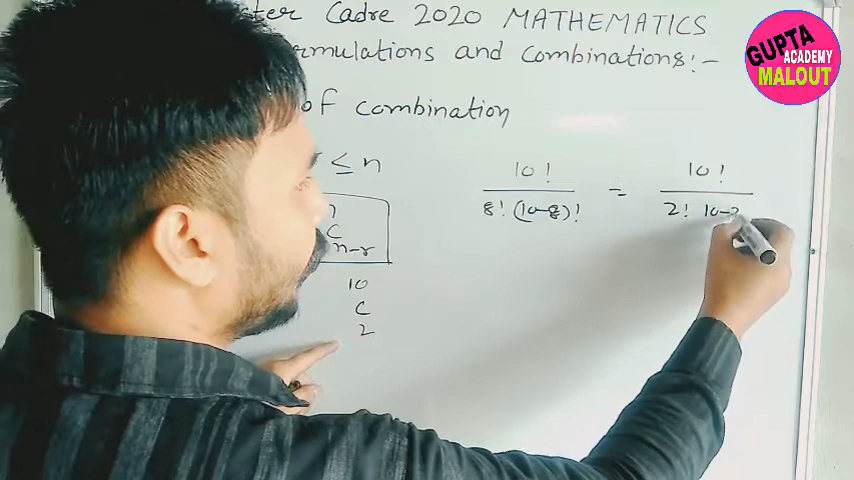 Cadre 2020 MATHEMATICS
and combinations:-
of combination
r ≤ n
n
C
n-r
10
C
2
10! / 8! (10-8)! = 10! / 2! 10-2
GUPTA
ACADEMY
MALOUT